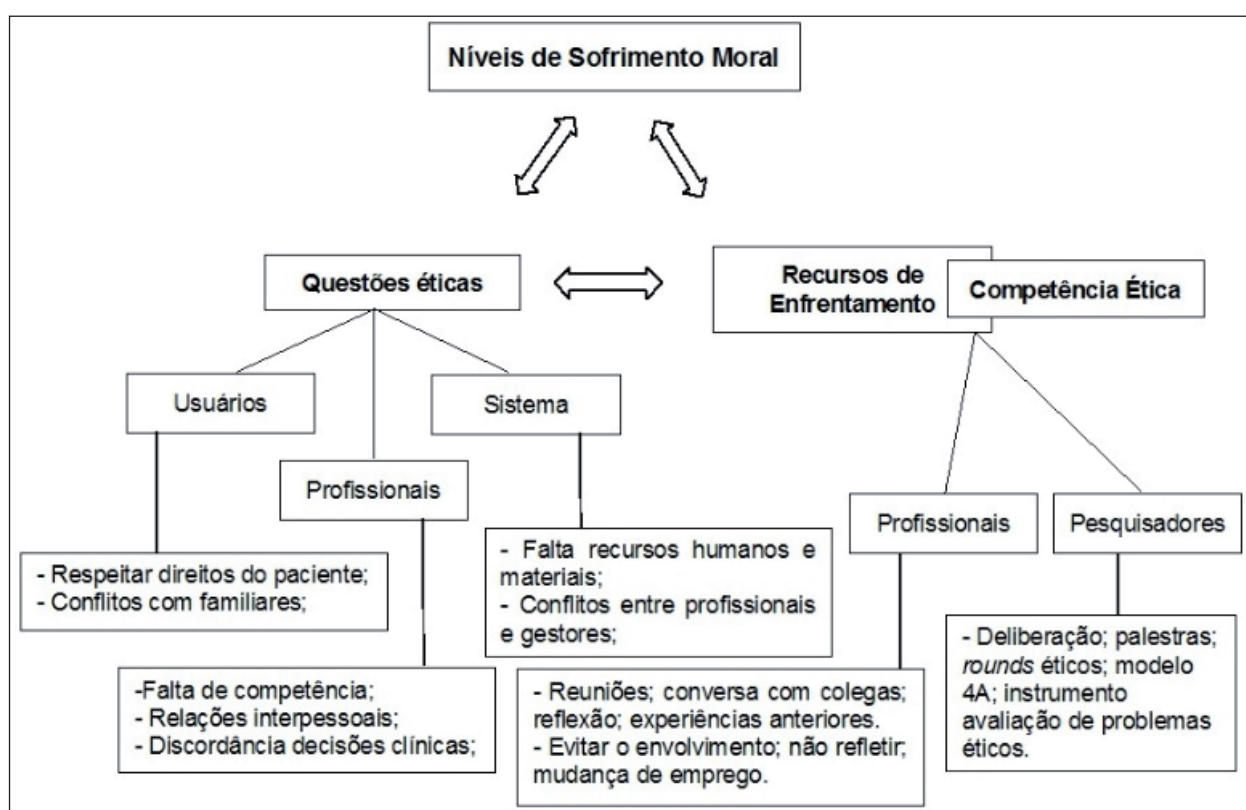 Níveis de Sofrimento Moral
Questões éticas
Recursos de
Enfrentamento
Competência Ética
Usuários
Sistema
Profissionais
Profissionais
Pesquisadores
- Respeitar direitos do paciente;
- Conflitos com familiares;
-Falta de competência;
- Relações interpessoais;
- Discordância decisões clínicas;
- Falta recursos humanos e
materiais;
- Conflitos entre profissionais
e gestores;
- Reuniões; conversa com colegas;
reflexão; experiências anteriores.
- Evitar o envolvimento; não refletir;
mudança de emprego.
- Deliberação; palestras;
rounds éticos; modelo
4A; instrumento
avaliação de problemas
éticos.